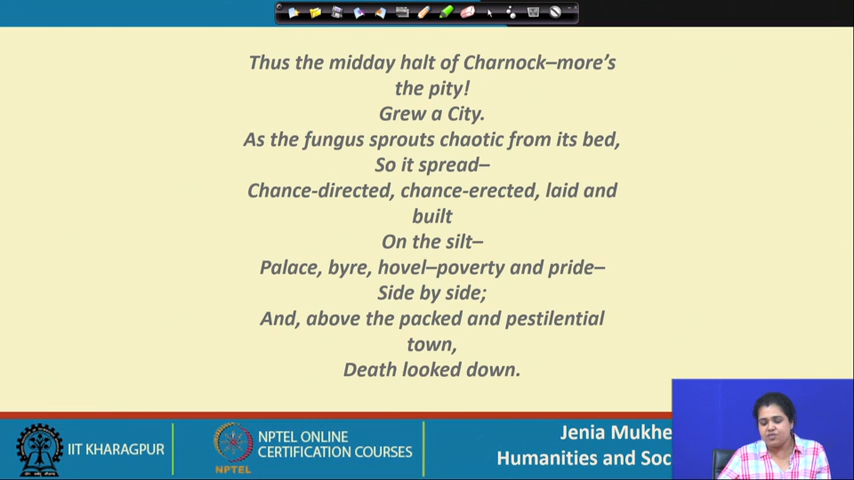 Thus the midday halt of Charnock–more's
the pity!
Grew a City.
As the fungus sprouts chaotic from its bed,
So it spread–
Chance-directed, chance-erected, laid and
built
On the silt–
Palace, byre, hovel–poverty and pride–
Side by side;
And, above the packed and pestilential
town,
Death looked down.
IIT KHARAGPUR
NPTEL
NPTEL ONLINE
CERTIFICATION COURSES
Jenia Mukhe
Humanities and Soc